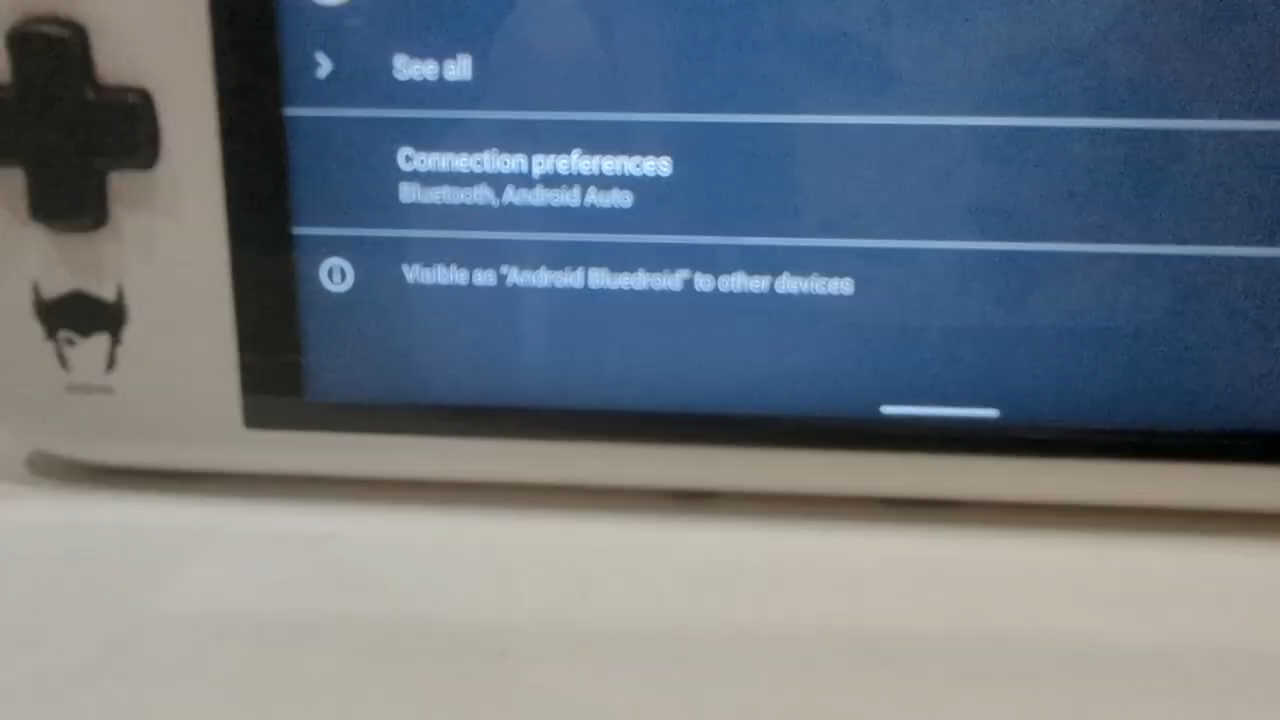 See all
Connection preferences
Bluetooth, Android Auto
Visible as "Android Bluedroid" to other devices